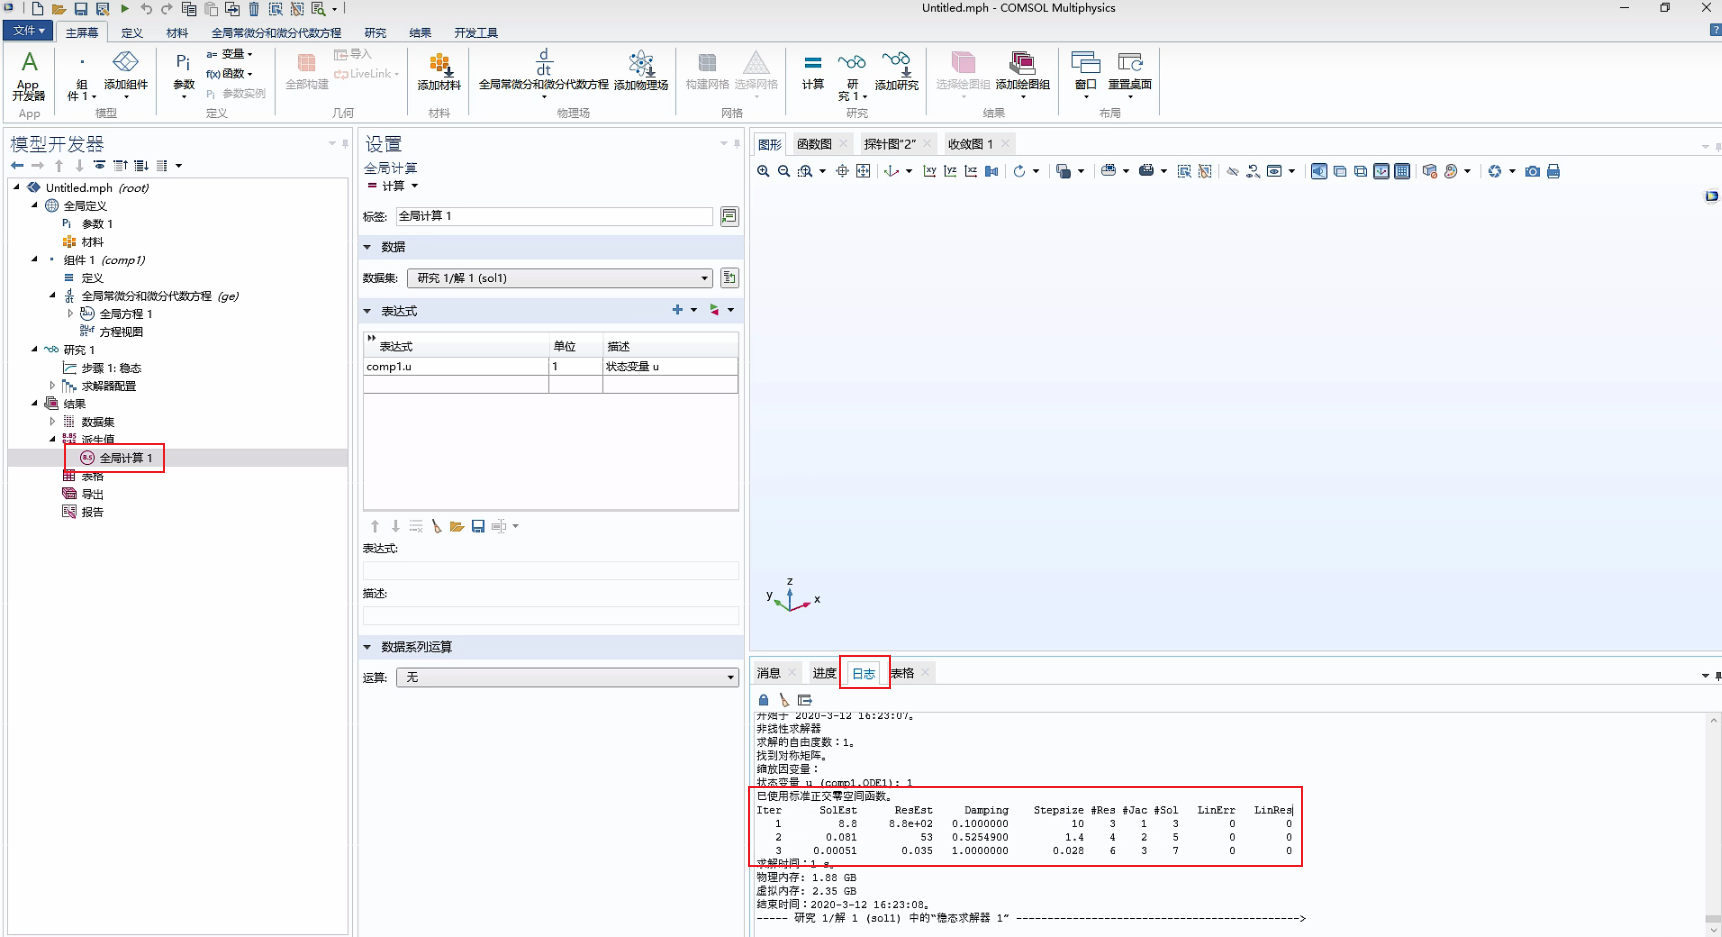 Untitled.mph - COMSOL Multiphysics
文件 主屏幕 定义 材料 全局常微分和微分代数方程 研究 结果 开发工具
App 开发器
App
组件 1
添加组件
模型
Pi 参数
a= 变量
f(x) 函数
Pi 参数实例
定义
全部构建
导入
LiveLink
几何
添加材料
材料
d/dt
全局常微分和微分代数方程
添加物理场
物理场
构建网格
选择网格
网格
计算
研究 1
添加研究
研究
选择绘图组
添加绘图组
结果
窗口
重置桌面
布局
模型开发器
Untitled.mph (root)
全局定义
Pi 参数 1
材料
组件 1 (comp1)
定义
全局常微分和微分代数方程 (ge)
全局方程 1
方程视图
研究 1
步骤 1: 稳态
求解器配置
结果
数据集
派生值
全局计算 1
表格
导出
报告
设置
全局计算
= 计算
标签: 全局计算 1
数据
数据集: 研究 1/解 1 (sol1)
表达式
表达式 单位 描述
comp1.u 1 状态变量 u
表达式:
描述:
数据系列运算
运算: 无
图形 函数图 探针图"2" 收敛图 1
xy yz xz
z
y x
消息 进度 日志 表格
开始于 2020-3-12 16:23:07。
非线性求解器
求解的自由度数：1。
找到对称矩阵。
缩放因变量：
状态变量 u (comp1.ODE1): 1
已使用标准正交零空间函数。
Iter SolEst ResEst Damping Stepsize #Res #Jac #Sol LinErr LinRes
1 8.8 8.8e+02 0.1000000 10 3 1 3 0 0
2 0.081 53 0.5254900 1.4 4 2 5 0 0
3 0.00051 0.035 1.0000000 0.028 6 3 7 0 0
求解时间：1 s。
物理内存: 1.88 GB
虚拟内存: 2.35 GB
结束时间：2020-3-12 16:23:08。
----- 研究 1/解 1 (sol1) 中的“稳态求解器 1” --------------------------------------------->